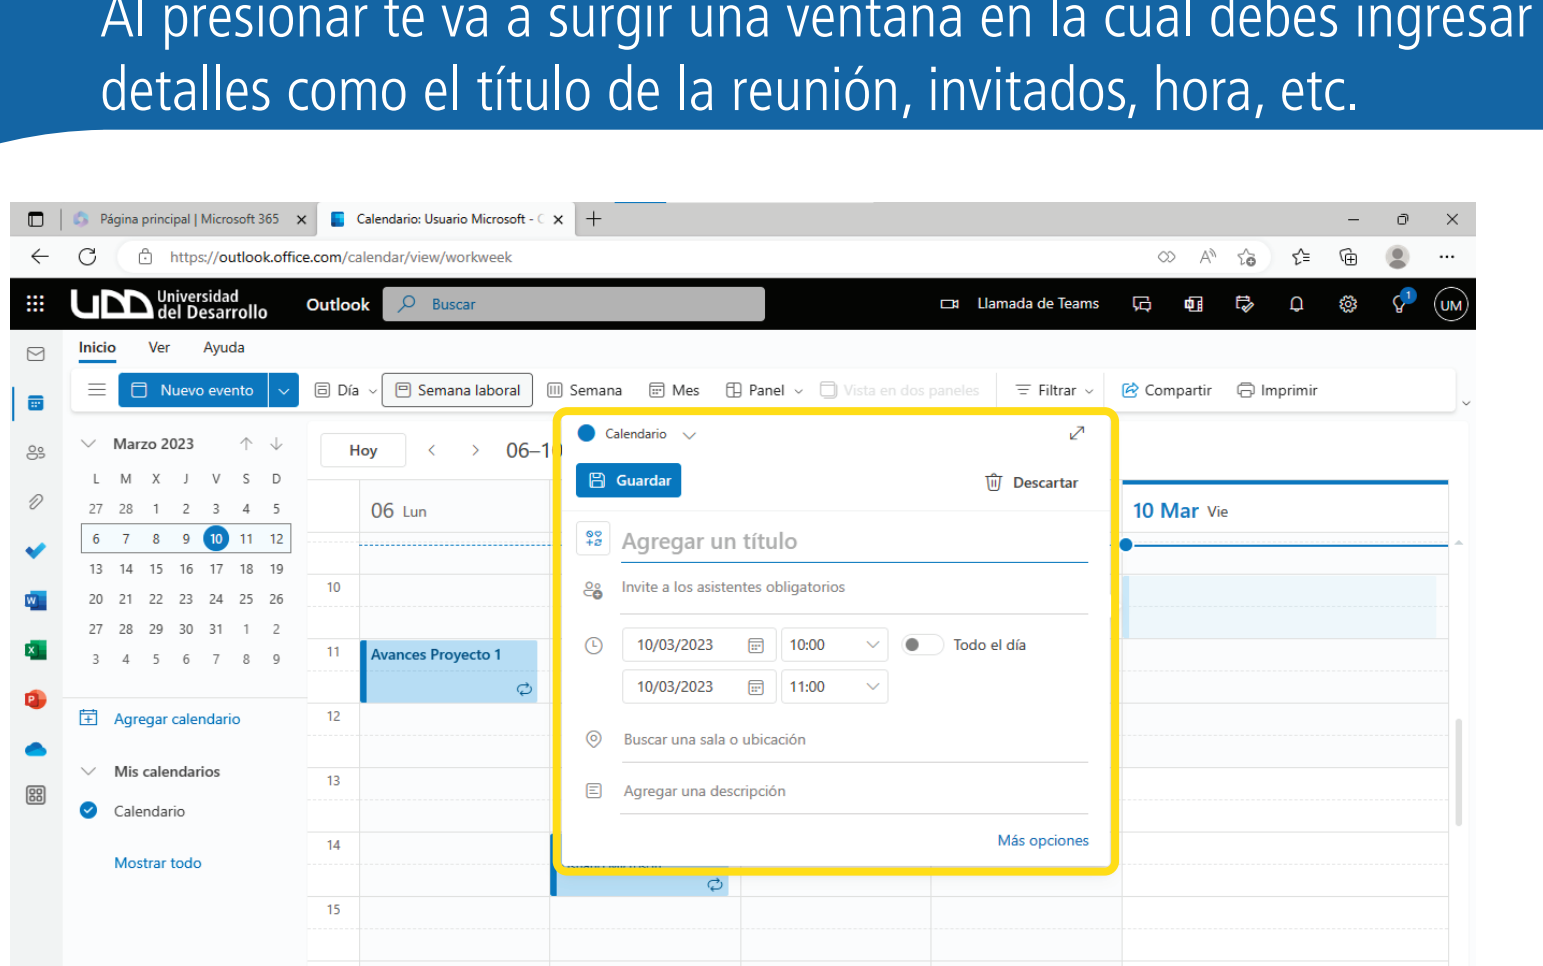 Al presionar te va a surgir una ventana en la cual debes ingresar
detalles como el título de la reunión, invitados, hora, etc.
Página principal | Microsoft 365
Calendario: Usuario Microsoft -
https://outlook.office.com/calendar/view/workweek
UDD Universidad del Desarrollo
Outlook
Buscar
Llamada de Teams
1
UM
Inicio Ver Ayuda
Nuevo evento
Día
Semana laboral
Semana
Mes
Panel
Vista en dos paneles
Filtrar
Compartir
Imprimir
Marzo 2023
L M X J V S D
27 28 1 2 3 4 5
6 7 8 9 10 11 12
13 14 15 16 17 18 19
20 21 22 23 24 25 26
27 28 29 30 31 1 2
3 4 5 6 7 8 9
Agregar calendario
Mis calendarios
Calendario
Mostrar todo
Hoy
06–1
06 Lun
10 Mar Vie
10
11
Avances Proyecto 1
12
13
14
15
Calendario
Guardar
Descartar
Agregar un título
Invite a los asistentes obligatorios
10/03/2023 10:00 Todo el día
10/03/2023 11:00
Buscar una sala o ubicación
Agregar una descripción
Más opciones